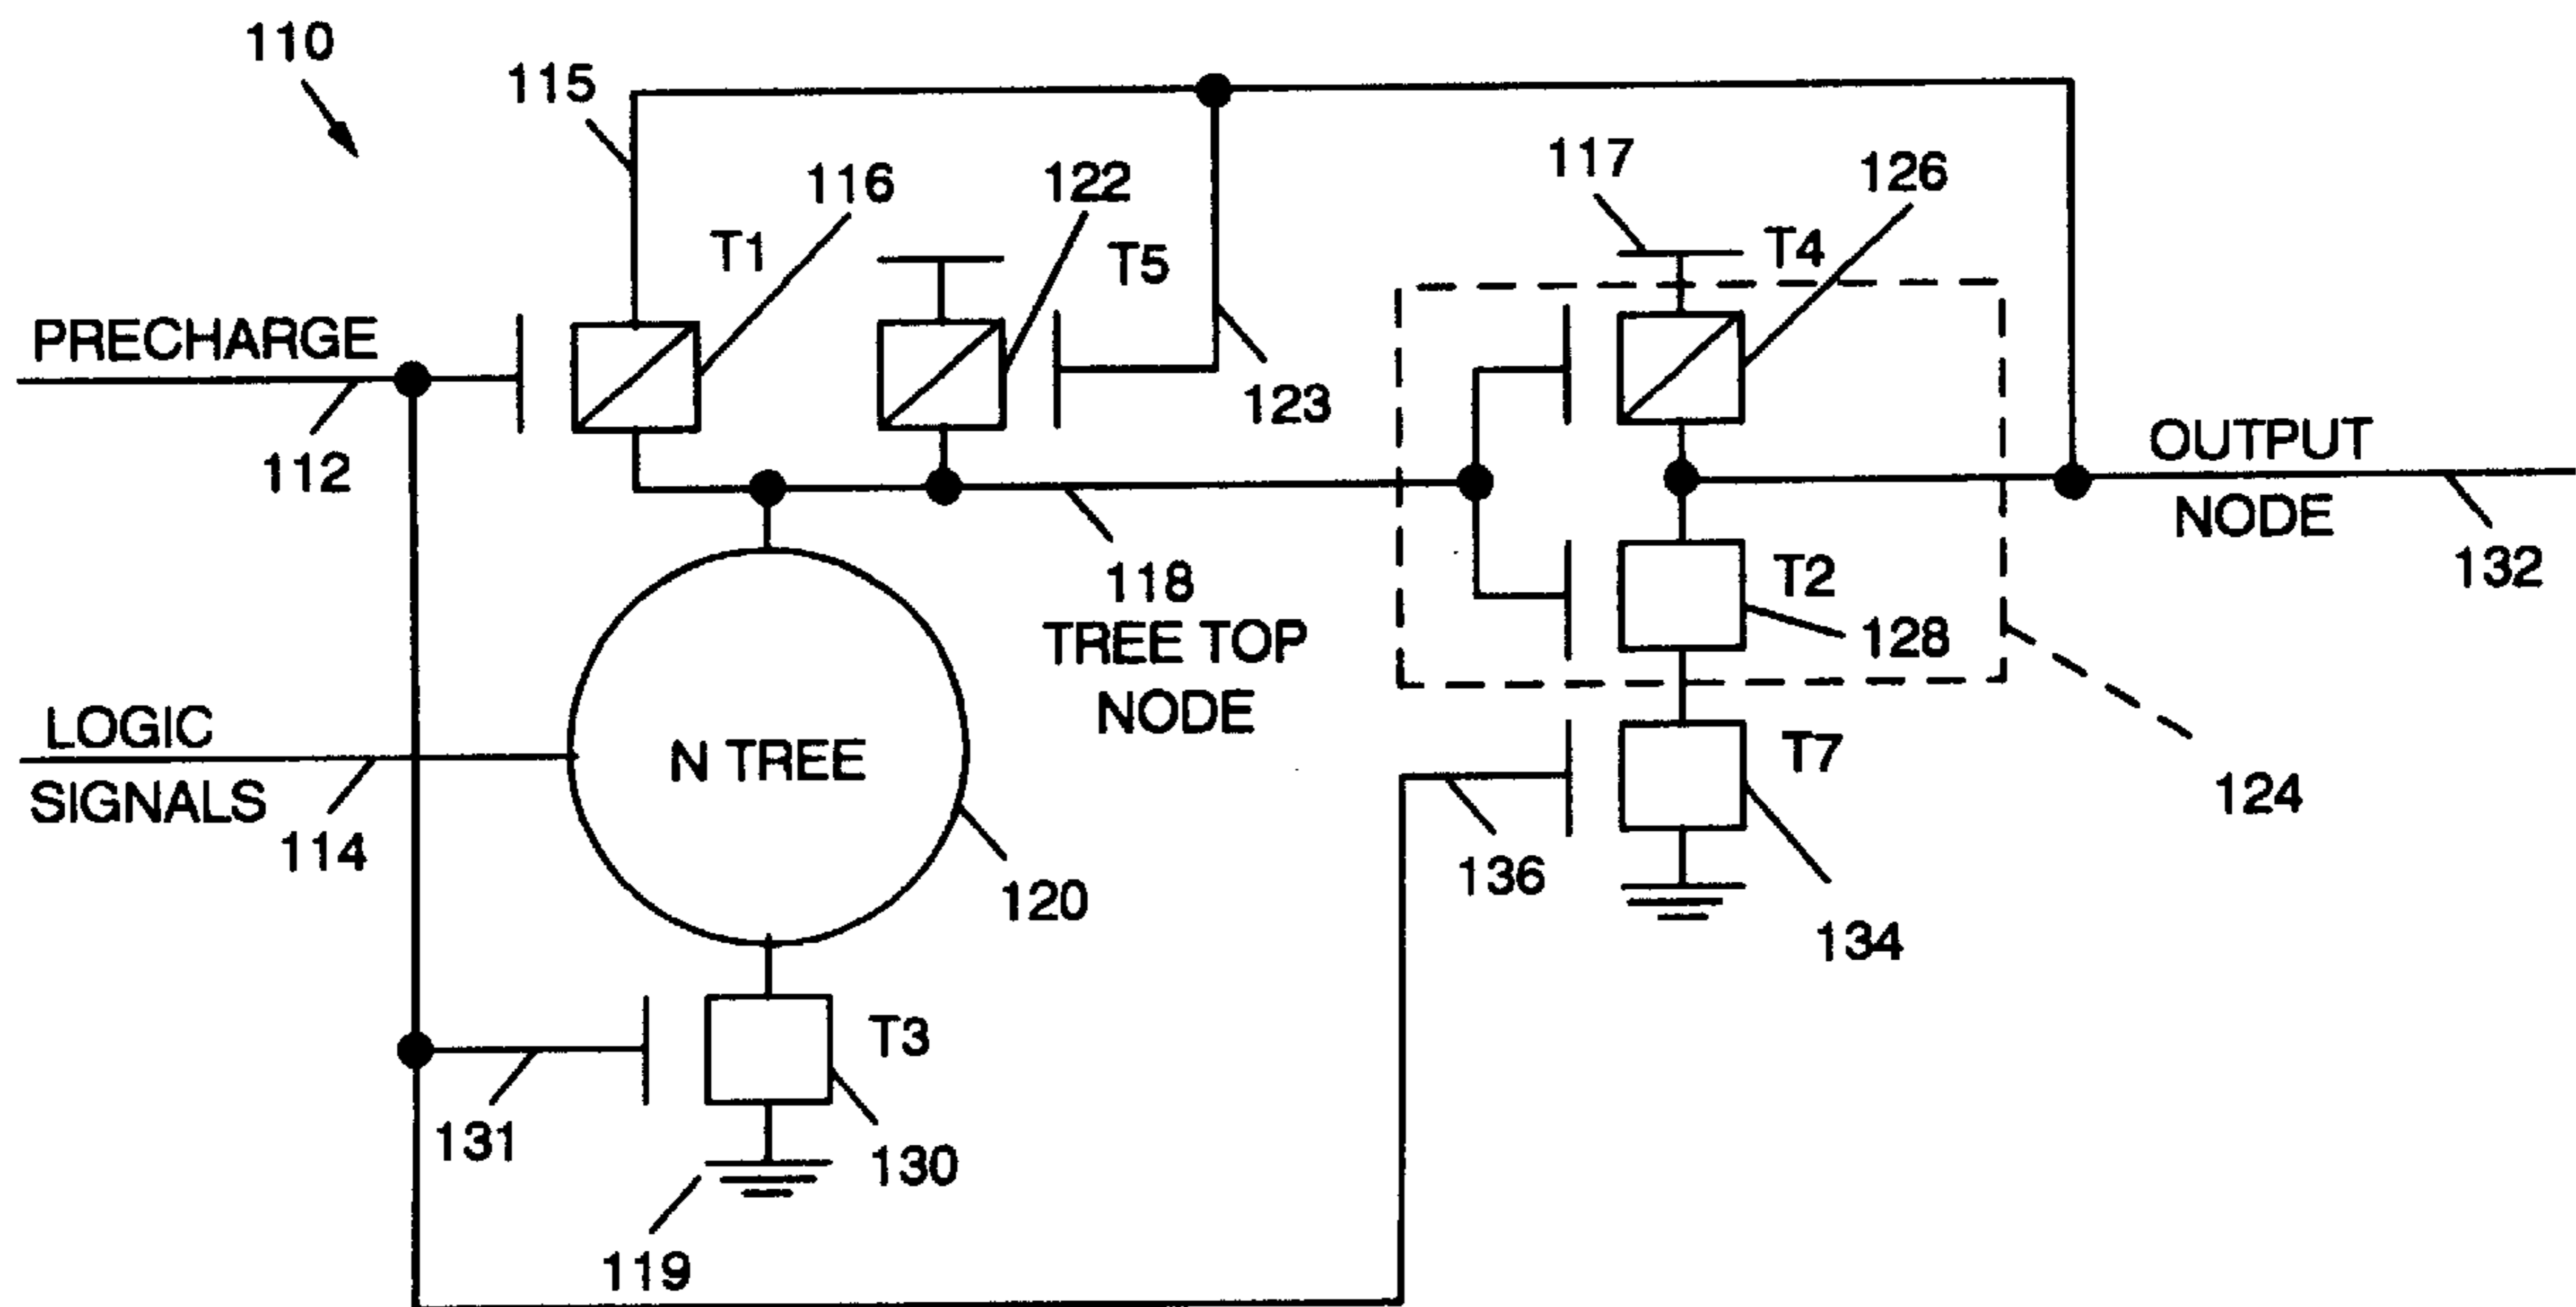 110
115
117
116
122
126
T1
T5
T4
PRECHARGE
112
123
OUTPUT
NODE
132
118
TREE TOP
NODE
T2
128
LOGIC
SIGNALS
114
N TREE
120
T7
124
136
134
T3
131
130
119